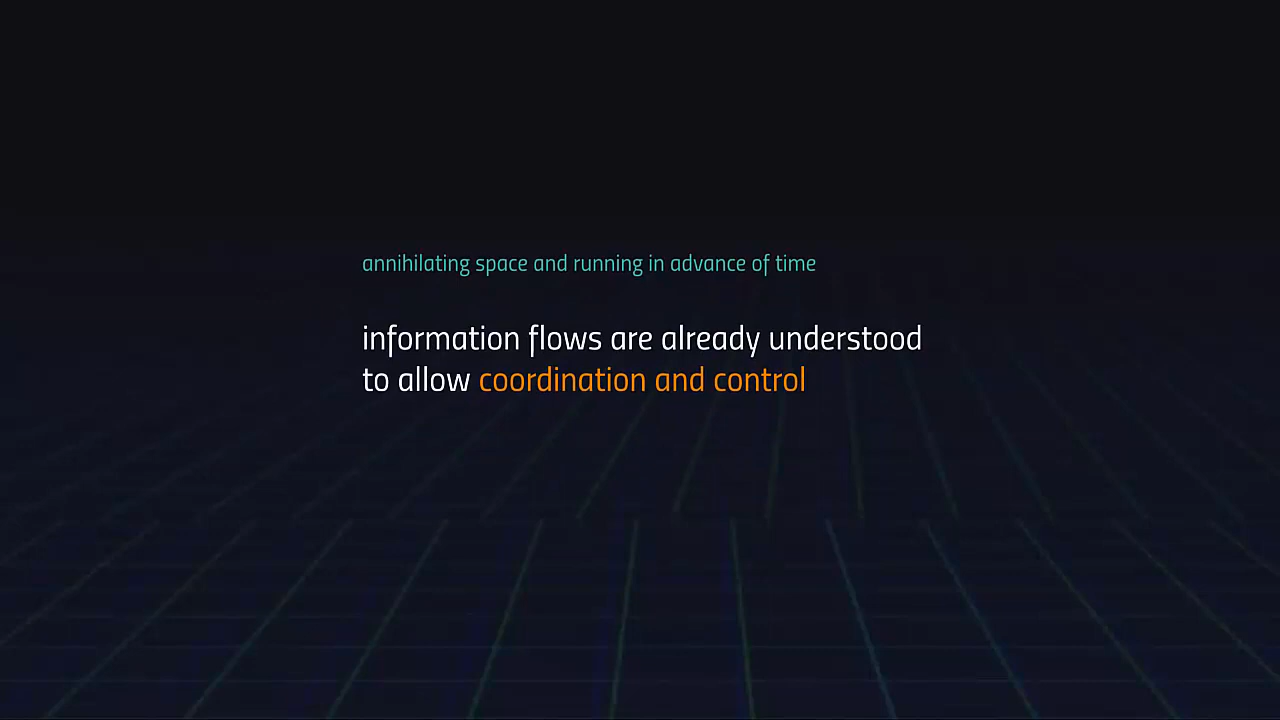 annihilating space and running in advance of time
information flows are already understood
to allow coordination and control